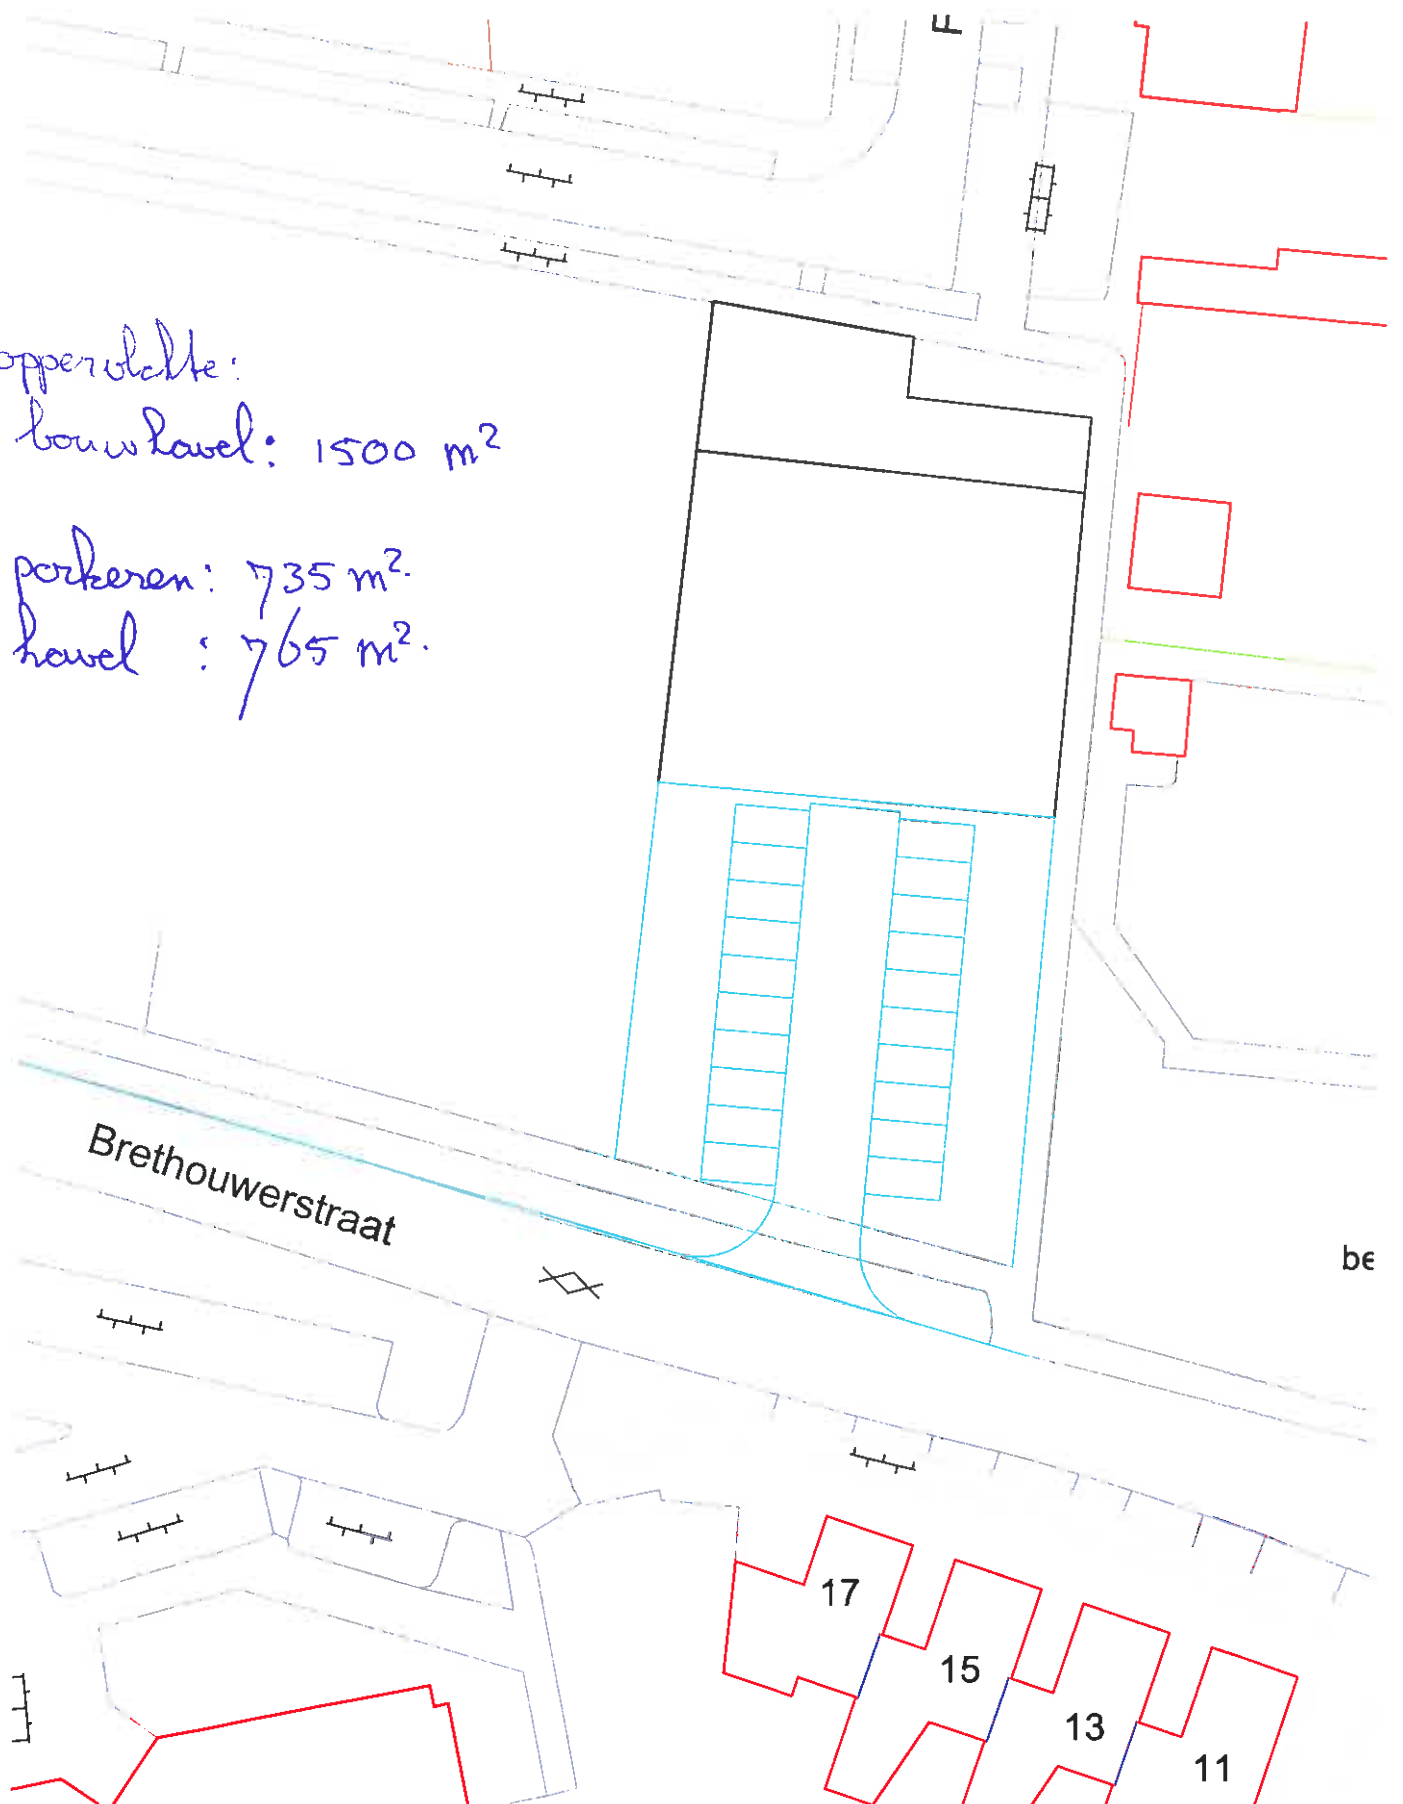 F
oppervlakte:
bouwkavel: 1500 m²
parkeren: 735 m².
kavel : 765 m².
Brethouwerstraat
be
17
15
13
11